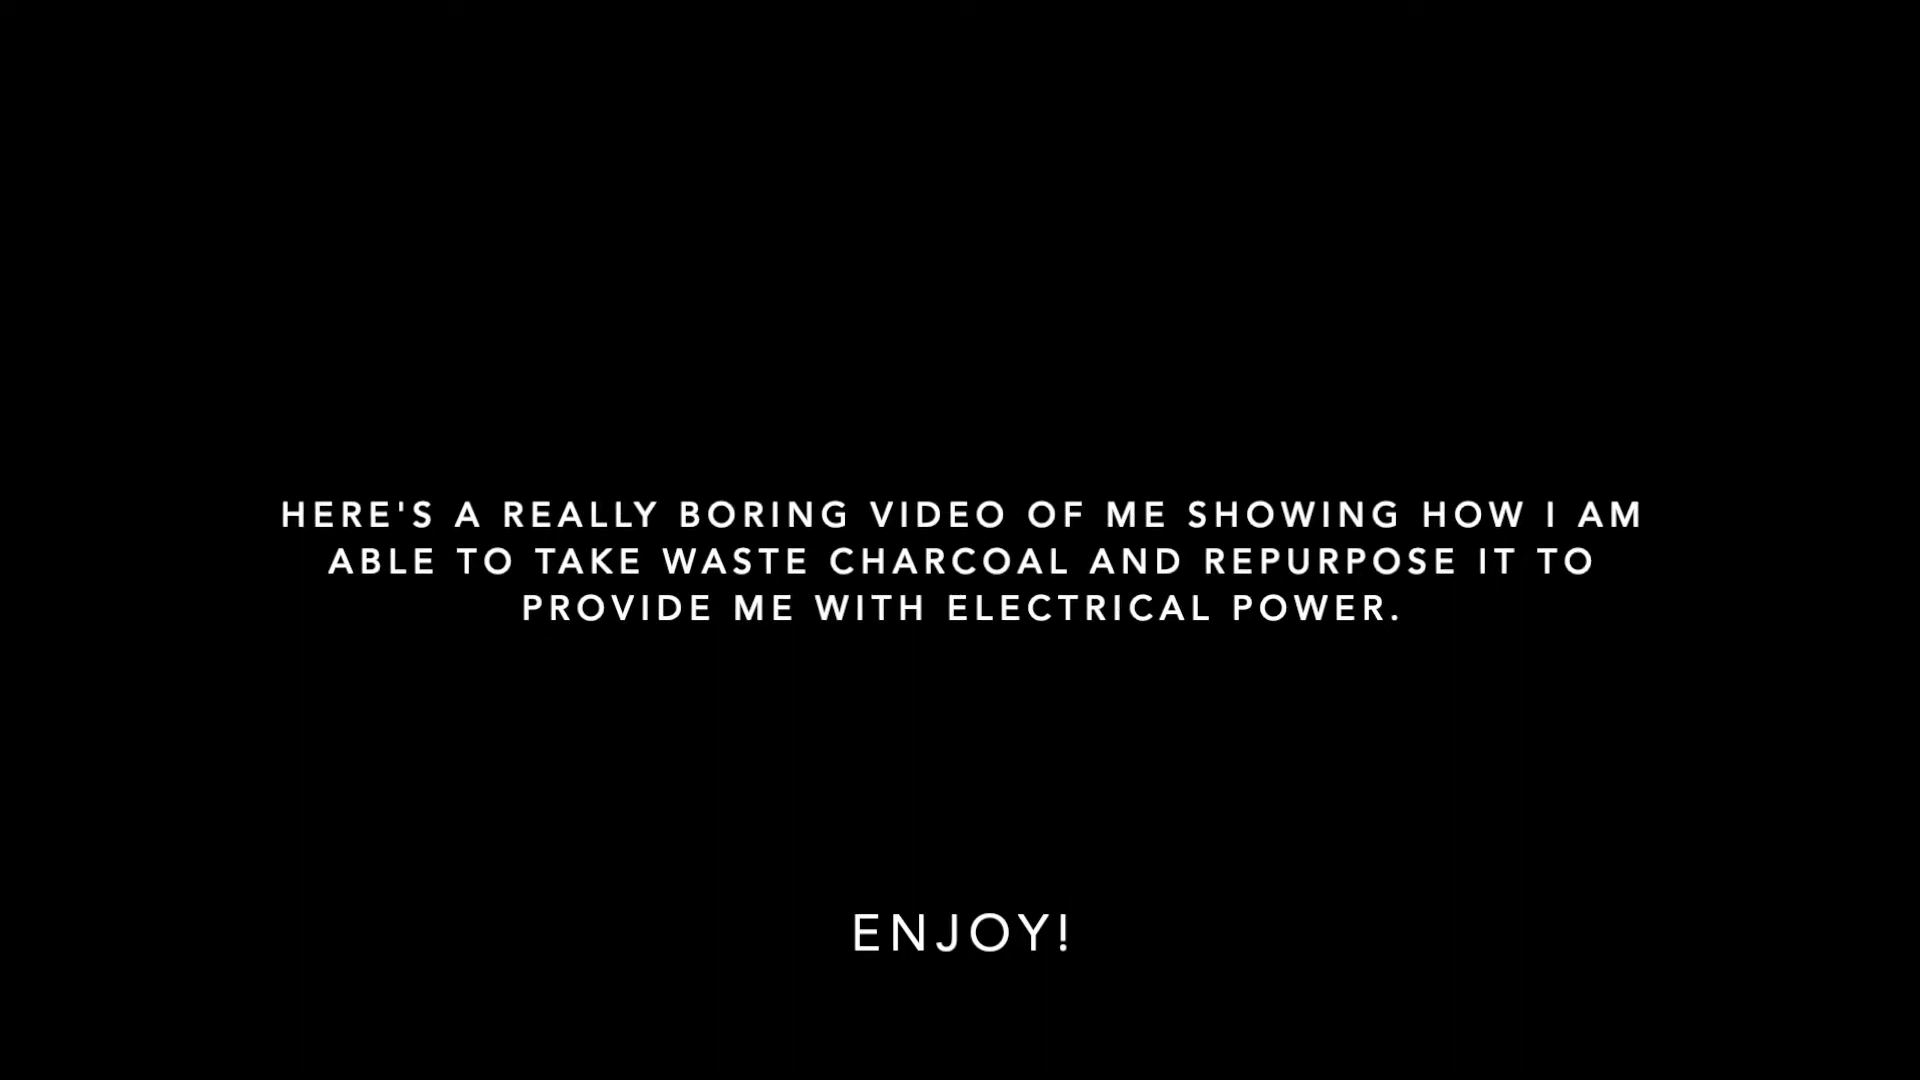 HERE'S A REALLY BORING VIDEO OF ME SHOWING HOW I AM
ABLE TO TAKE WASTE CHARCOAL AND REPURPOSE IT TO
PROVIDE ME WITH ELECTRICAL POWER.
ENJOY!